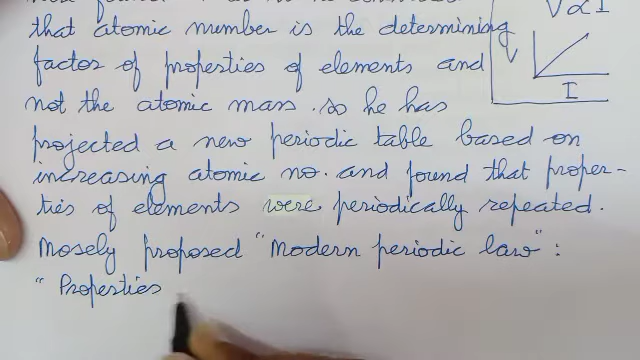 V ∝ I
that atomic number is the determining
V
factor of properties of elements and
I
not the atomic mass. so he has
projected a new periodic table based on
increasing atomic no. and found that proper-
ties of elements were periodically repeated.
Mosely proposed "Modern periodic law":
" Properties